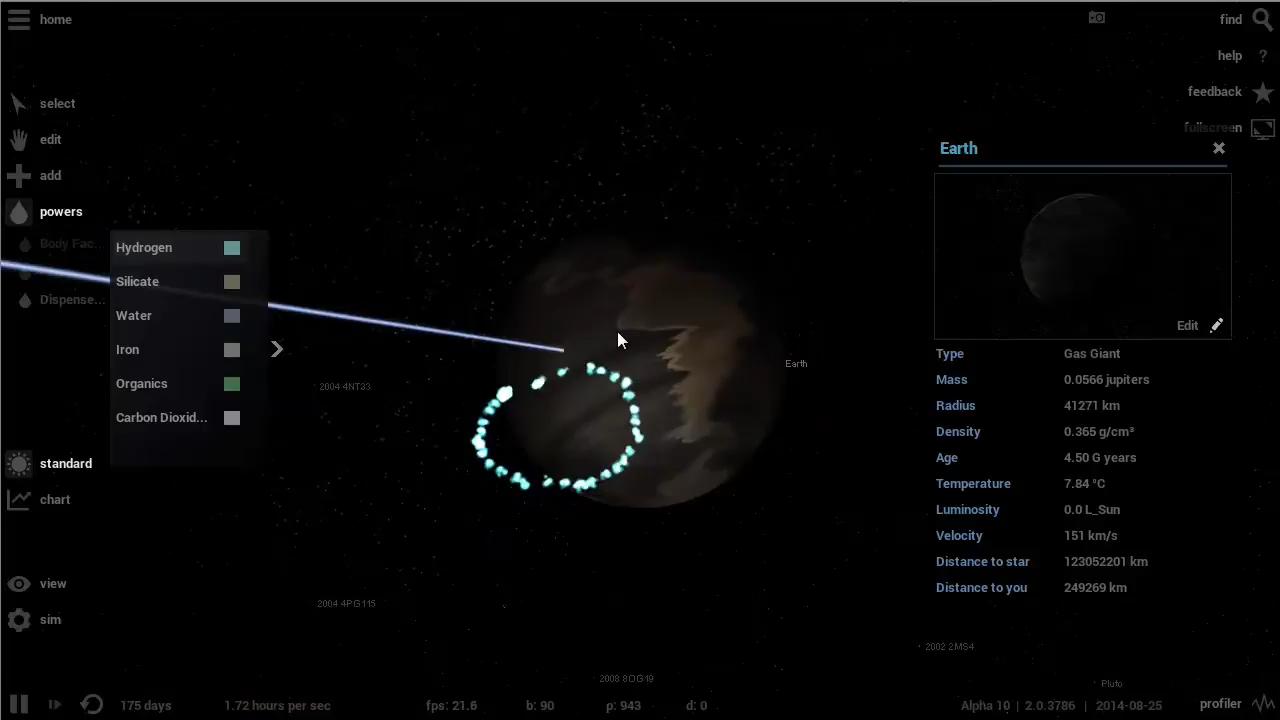 home
find
help ?
feedback
fullscreen
select
edit
add
powers
Body Fac...
Dispense...
Hydrogen
Silicate
Water
Iron
Organics
Carbon Dioxid...
standard
chart
view
sim
2004 4NT33
Earth
2004 4PG115
2008 8OG19
2002 2MS4
Pluto
Earth
Edit
Type Gas Giant
Mass 0.0566 jupiters
Radius 41271 km
Density 0.365 g/cm³
Age 4.50 G years
Temperature 7.84 °C
Luminosity 0.0 L_Sun
Velocity 151 km/s
Distance to star 123052201 km
Distance to you 249269 km
175 days 1.72 hours per sec fps: 21.6 b: 90 p: 943 d: 0 Alpha 10 | 2.0.3786 | 2014-08-25 profiler